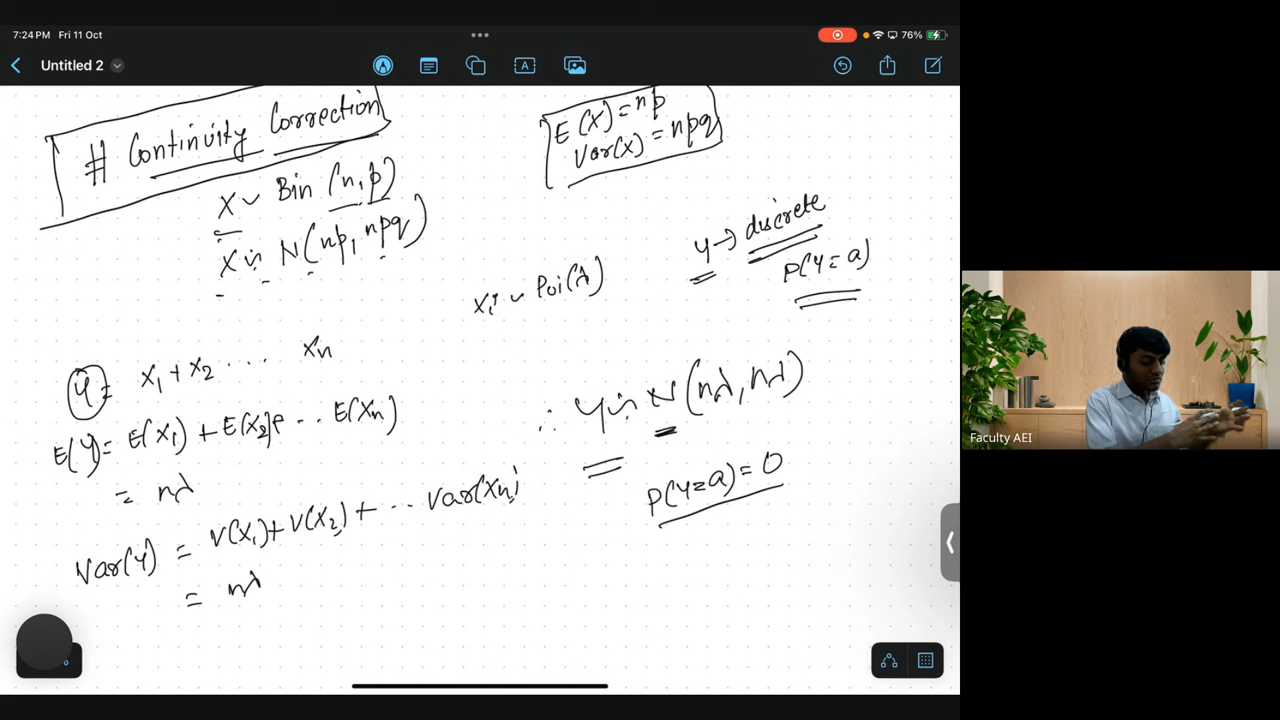 7:24 PM Fri 11 Oct
76%
Untitled 2
# Continuity Correction
E(X) = np
Var(X) = npq
X ~ Bin (n, p)
X ~ N(np, npq)
Y → discrete
P(Y = a)
Xi ~ Poi(λ)
Y = X1 + X2 .... Xn
E(Y) = E(X1) + E(X2) ... E(Xn)
= nλ
∴ Y ~ N(nλ, nλ)
P(Y=a) = 0
Var(Y) = V(X1) + V(X2) + ... Var(Xn)
= nλ
Faculty AEI